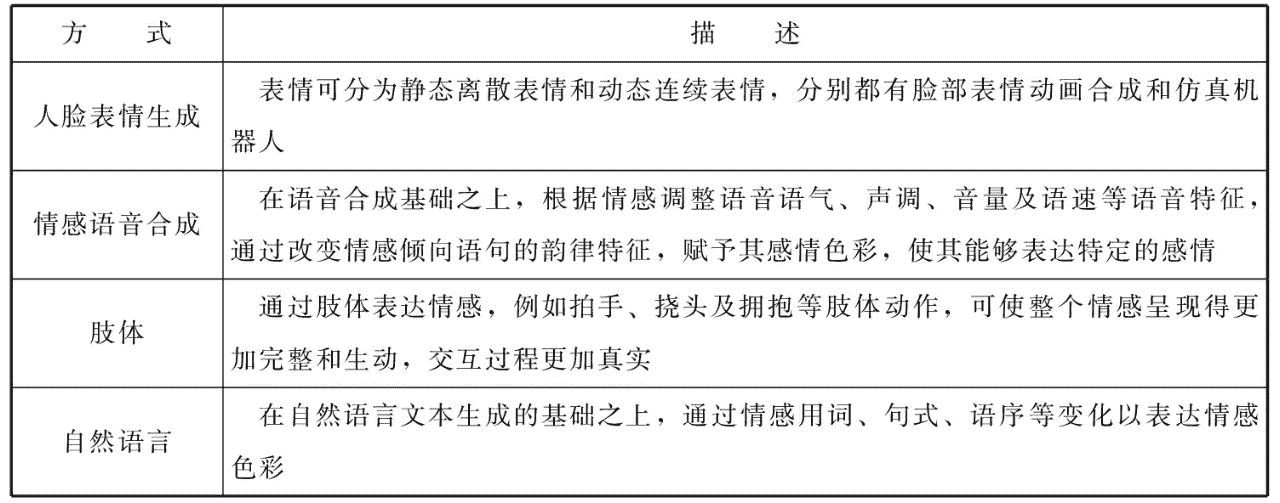 方 式 描 述
人脸表情生成
表情可分为静态离散表情和动态连续表情，分别都有脸部表情动画合成和仿真机
器人
情感语音合成
在语音合成基础之上，根据情感调整语音语气、声调、音量及语速等语音特征，
通过改变情感倾向语句的韵律特征，赋予其感情色彩，使其能够表达特定的感情
肢体
通过肢体表达情感，例如拍手、挠头及拥抱等肢体动作，可使整个情感呈现得更
加完整和生动，交互过程更加真实
自然语言
在自然语言文本生成的基础之上，通过情感用词、句式、语序等变化以表达情感
色彩